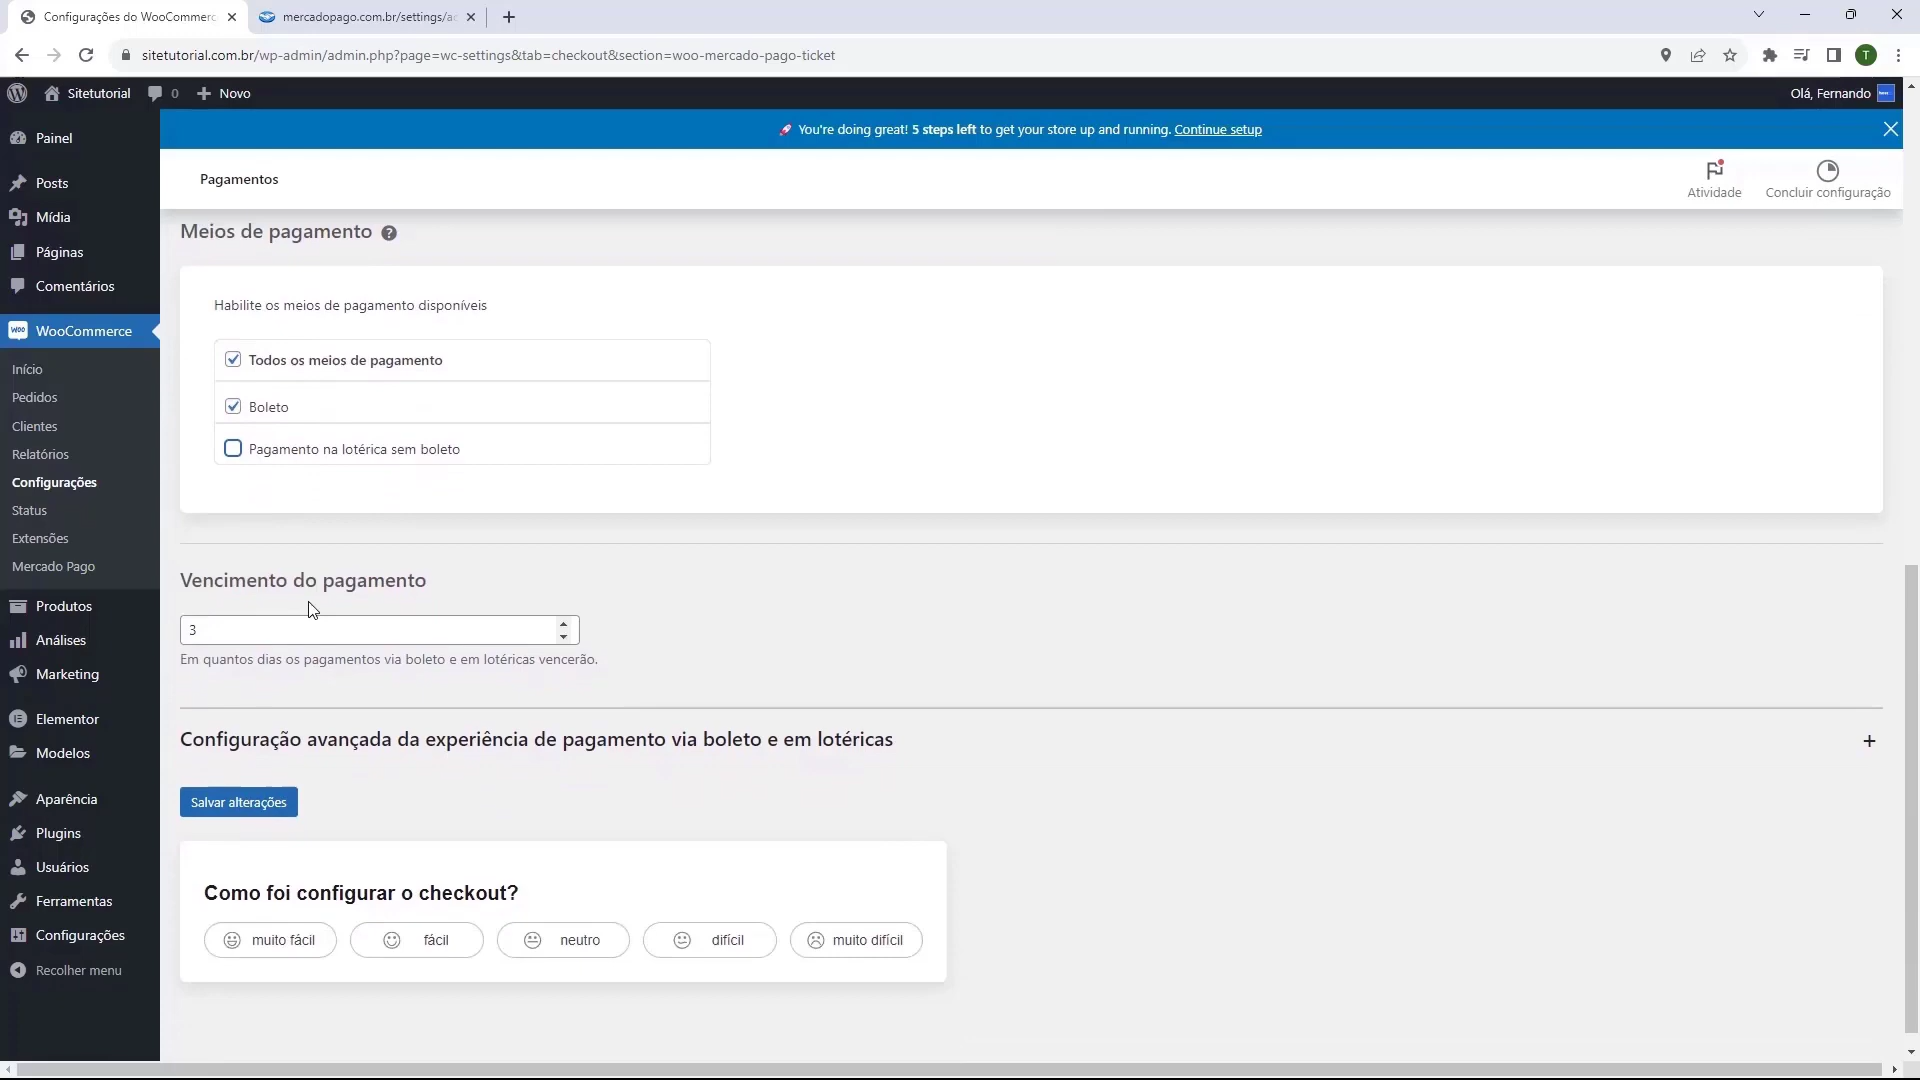 Configurações do WooCommerc
mercadopago.com.br/settings/ac
sitetutorial.com.br/wp-admin/admin.php?page=wc-settings&tab=checkout&section=woo-mercado-pago-ticket
T
Sitetutorial
0
Novo
Olá, Fernando
You're doing great! 5 steps left to get your store up and running. Continue setup
Pagamentos
Atividade
Concluir configuração
Painel
Posts
Mídia
Páginas
Comentários
WooCommerce
Início
Pedidos
Clientes
Relatórios
Configurações
Status
Extensões
Mercado Pago
Produtos
Análises
Marketing
Elementor
Modelos
Aparência
Plugins
Usuários
Ferramentas
Configurações
Recolher menu
Meios de pagamento
Habilite os meios de pagamento disponíveis
Todos os meios de pagamento
Boleto
Pagamento na lotérica sem boleto
Vencimento do pagamento
3
Em quantos dias os pagamentos via boleto e em lotéricas vencerão.
Configuração avançada da experiência de pagamento via boleto e em lotéricas
Salvar alterações
Como foi configurar o checkout?
muito fácil
fácil
neutro
difícil
muito difícil